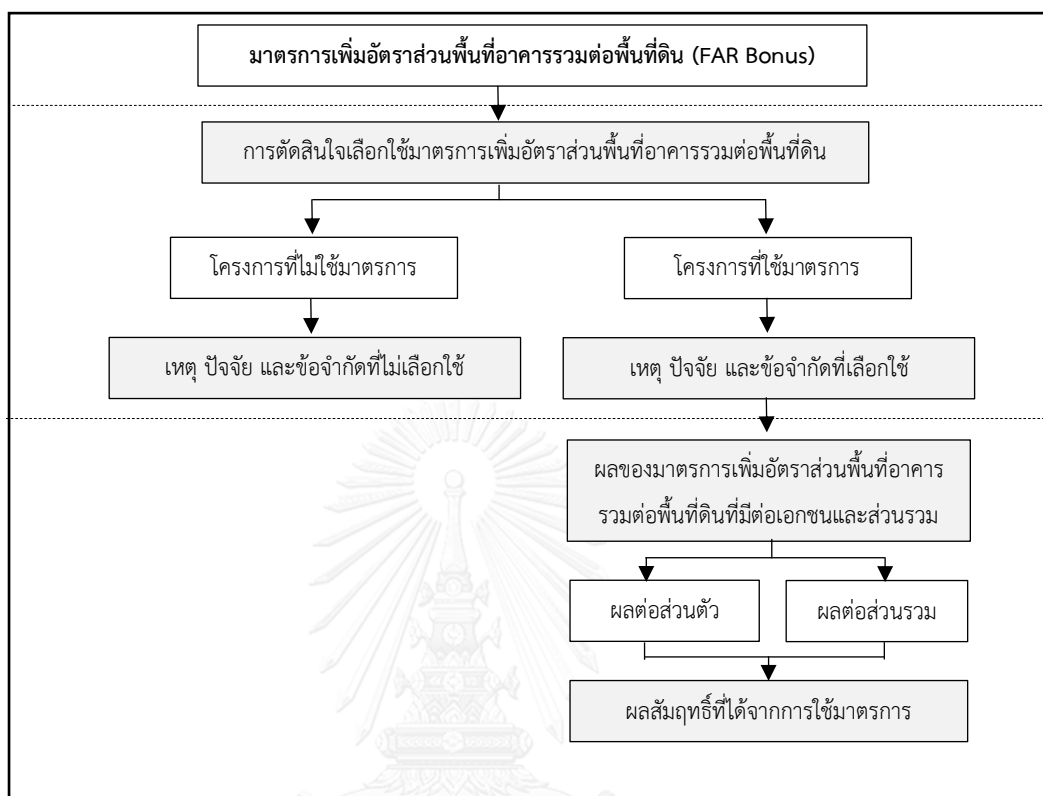 มาตรการเพิ่มอัตราส่วนพื้นที่อาคารรวมต่อพื้นที่ดิน (FAR Bonus)
การตัดสินใจเลือกใช้มาตรการเพิ่มอัตราส่วนพื้นที่อาคารรวมต่อพื้นที่ดิน
โครงการที่ไม่ใช้มาตรการ
โครงการที่ใช้มาตรการ
เหตุ ปัจจัย และข้อจำกัดที่ไม่เลือกใช้
เหตุ ปัจจัย และข้อจำกัดที่เลือกใช้
ผลของมาตรการเพิ่มอัตราส่วนพื้นที่อาคาร
รวมต่อพื้นที่ดินที่มีต่อเอกชนและส่วนรวม
ผลต่อส่วนตัว
ผลต่อส่วนรวม
ผลสัมฤทธิ์ที่ได้จากการใช้มาตรการ